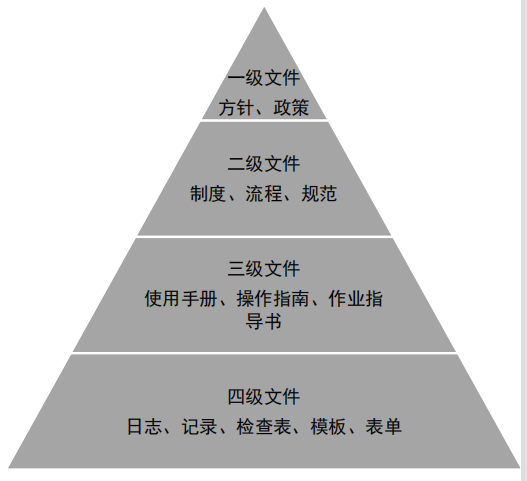 一级文件
方针、政策
二级文件
制度、流程、规范
三级文件
使用手册、操作指南、作业指
导书
四级文件
日志、记录、检查表、模板、表单